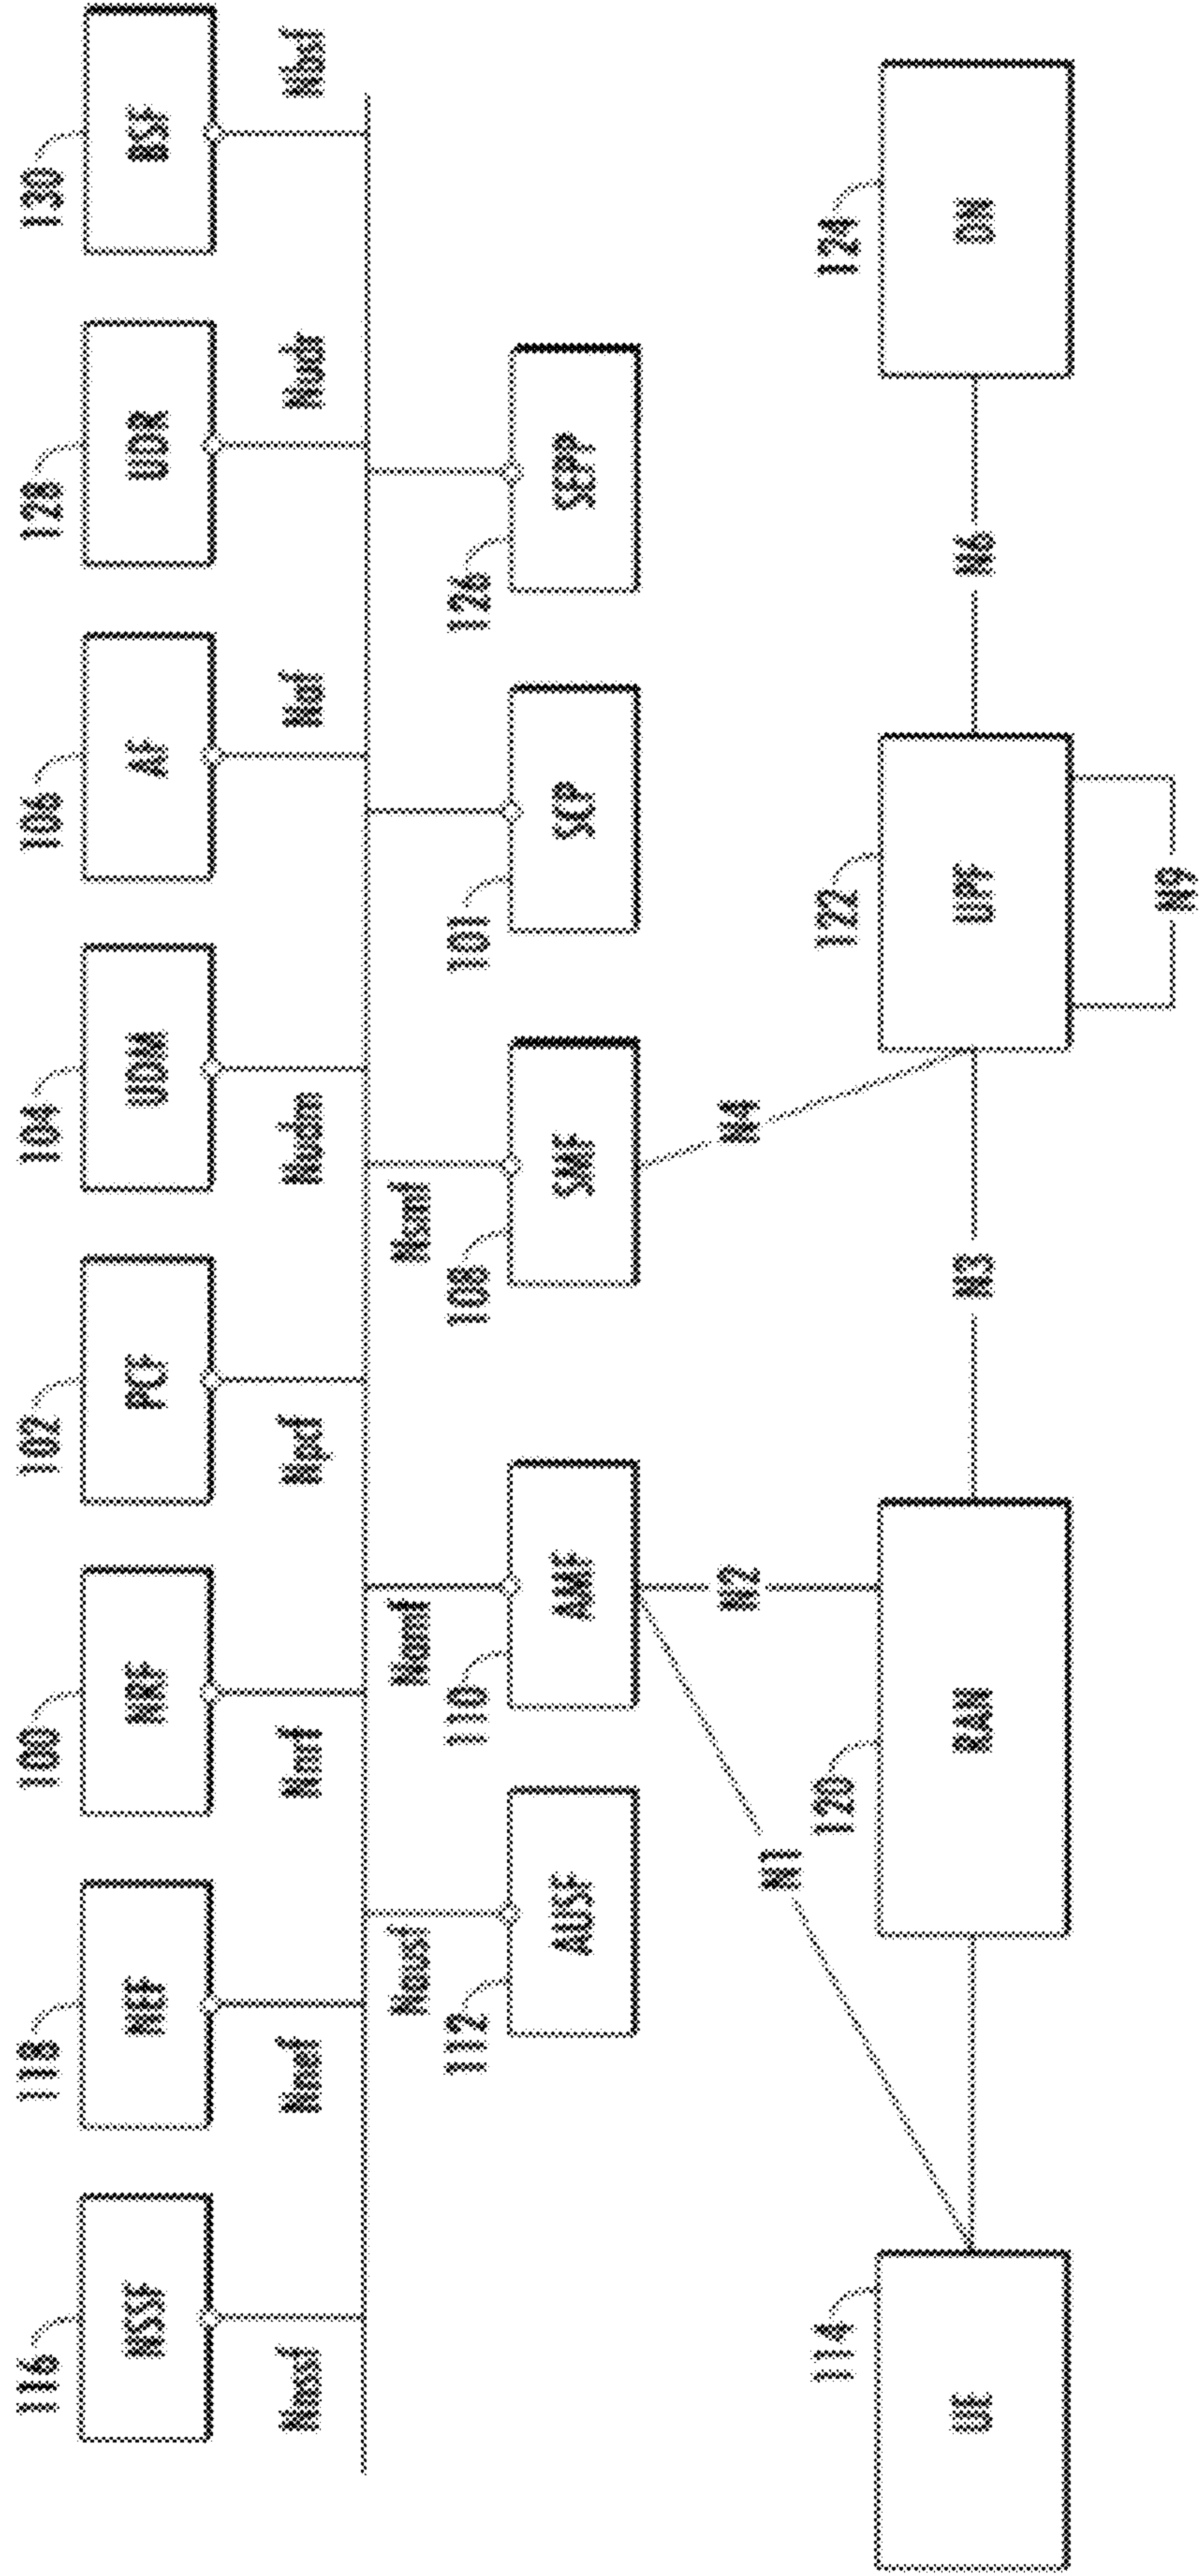 116 118 100 102 104 106 128 130
NSSF NEF NRF PCF UDM AF UDR BSF
Nnssf Nnef Nnrf Npcf Nudm Naf Nudr Nbsf
Nausf Namf Nsmf
112 110 108 101 126
AUSF AMF SMF SCP SEPP
N2 N4
N1
114 120 122 124
UE RAN N3 UPF N6 DN
N9